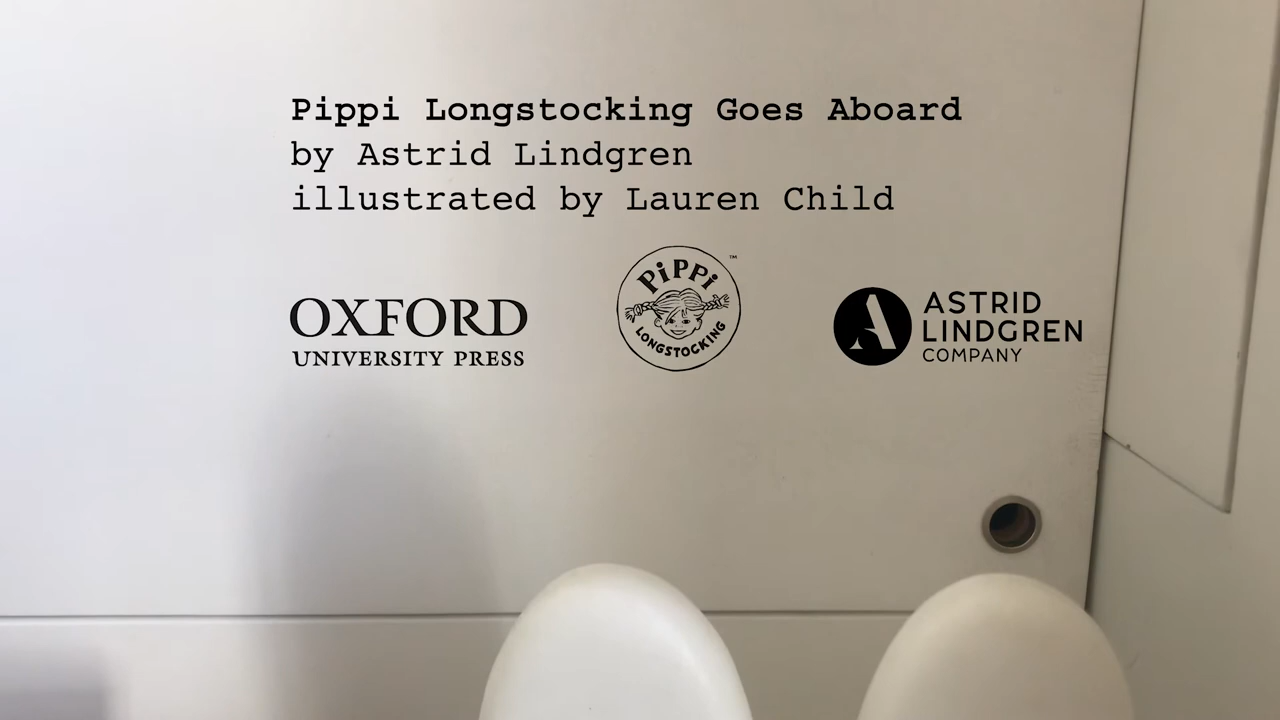 Pippi Longstocking Goes Aboard
by Astrid Lindgren
illustrated by Lauren Child
OXFORD
UNIVERSITY PRESS
PiPPi
LONGSTOCKING
™
ASTRID
LINDGREN
COMPANY